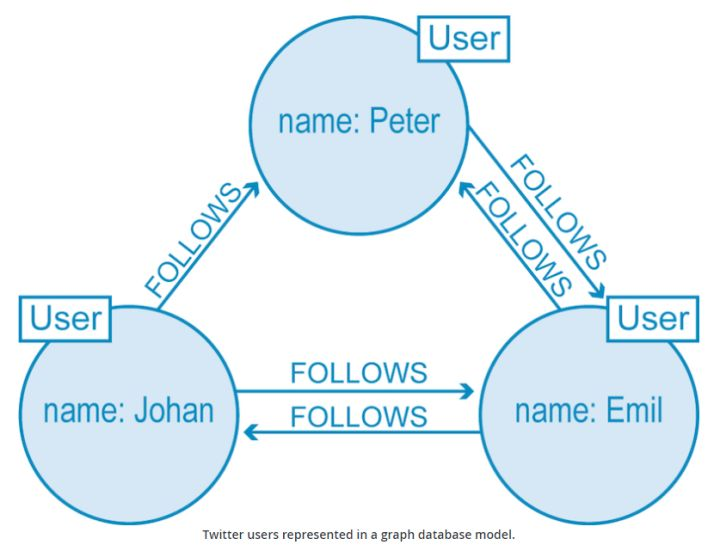 User
name: Peter
FOLLOWS
FOLLOWS
FOLLOWS
User
User
FOLLOWS
name: Johan
name: Emil
FOLLOWS
Twitter users represented in a graph database model.